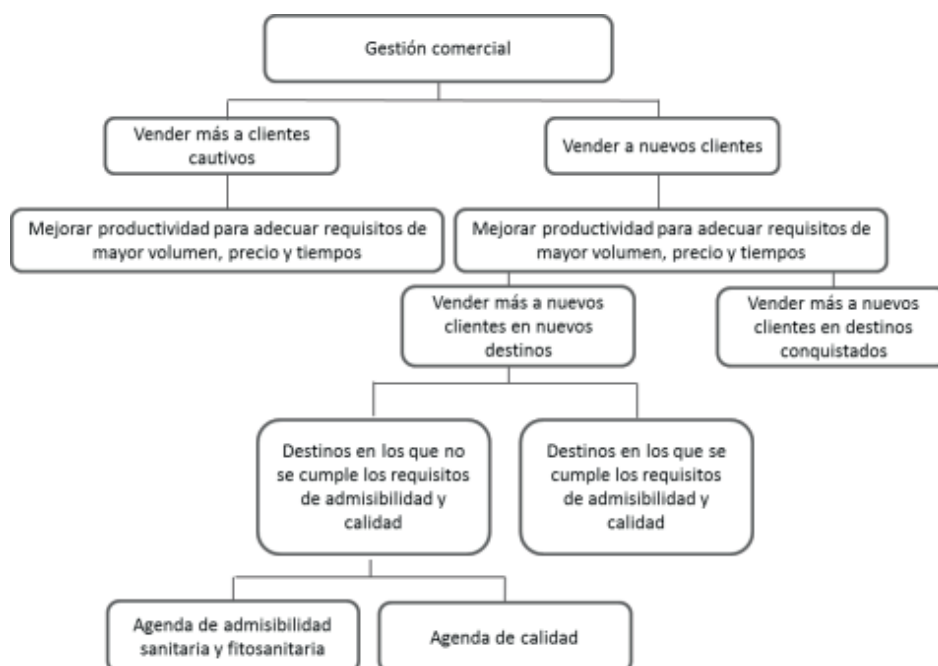 Gestión comercial
Vender más a clientes
cautivos
Vender a nuevos clientes
Mejorar productividad para adecuar requisitos de
mayor volumen, precio y tiempos
Mejorar productividad para adecuar requisitos de
mayor volumen, precio y tiempos
Vender más a nuevos
clientes en nuevos
destinos
Vender más a nuevos
clientes en destinos
conquistados
Destinos en los que no
se cumple los requisitos
de admisibilidad y
calidad
Destinos en los que se
cumple los requisitos
de admisibilidad y
calidad
Agenda de admisibilidad
sanitaria y fitosanitaria
Agenda de calidad